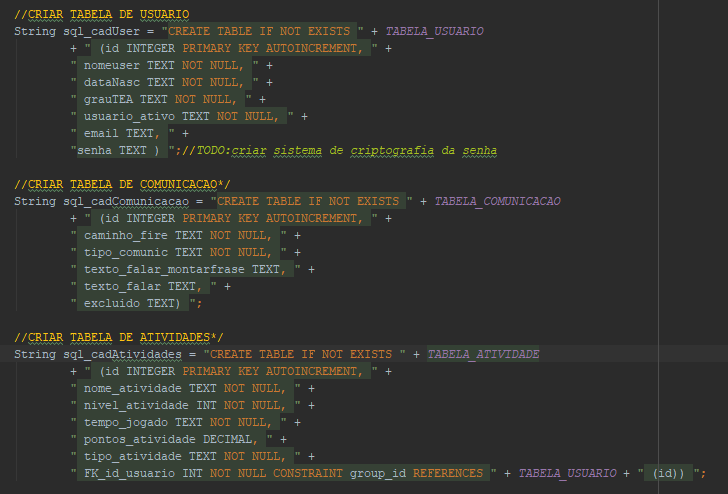 //CRIAR TABELA DE USUARIO
String sql_cadUser = "CREATE TABLE IF NOT EXISTS " + TABELA_USUARIO
+ " (id INTEGER PRIMARY KEY AUTOINCREMENT, " +
" nomeuser TEXT NOT NULL, " +
" dataNasc TEXT NOT NULL, " +
" grauTEA TEXT NOT NULL, " +
" usuario_ativo TEXT NOT NULL, " +
" email TEXT, " +
"senha TEXT ) ";//TODO:criar sistema de criptografia da senha
//CRIAR TABELA DE COMUNICACAO*/
String sql_cadComunicacao = "CREATE TABLE IF NOT EXISTS " + TABELA_COMUNICACAO
+ " (id INTEGER PRIMARY KEY AUTOINCREMENT, " +
" caminho_fire TEXT NOT NULL, " +
" tipo_comunic TEXT NOT NULL, " +
" texto_falar_montarfrase TEXT, " +
" texto_falar TEXT, " +
" excluido TEXT) ";
//CRIAR TABELA DE ATIVIDADES*/
String sql_cadAtividades = "CREATE TABLE IF NOT EXISTS " + TABELA_ATIVIDADE
+ " (id INTEGER PRIMARY KEY AUTOINCREMENT, " +
" nome_atividade TEXT NOT NULL, " +
" nivel_atividade INT NOT NULL, " +
" tempo_jogado TEXT NOT NULL, " +
" pontos_atividade DECIMAL, " +
" tipo_atividade TEXT NOT NULL, " +
" FK_id_usuario INT NOT NULL CONSTRAINT group_id REFERENCES " + TABELA_USUARIO + " (id)) ";